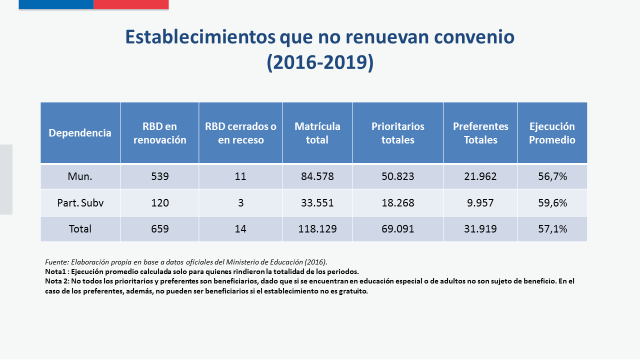 Establecimientos que no renuevan convenio
(2016-2019)
Dependencia RBD en renovación RBD cerrados o en receso Matrícula total Prioritarios totales Preferentes Totales Ejecución Promedio
Mun. 539 11 84.578 50.823 21.962 56,7%
Part. Subv 120 3 33.551 18.268 9.957 59,6%
Total 659 14 118.129 69.091 31.919 57,1%
Fuente: Elaboración propia en base a datos oficiales del Ministerio de Educación (2016).
Nota1 : Ejecución promedio calculada solo para quienes rindieron la totalidad de los periodos.
Nota 2: No todos los prioritarios y preferentes son beneficiarios, dado que si se encuentran en educación especial o de adultos no son sujeto de beneficio. En el
caso de los preferentes, además, no pueden ser beneficiarios si el establecimiento no es gratuito.